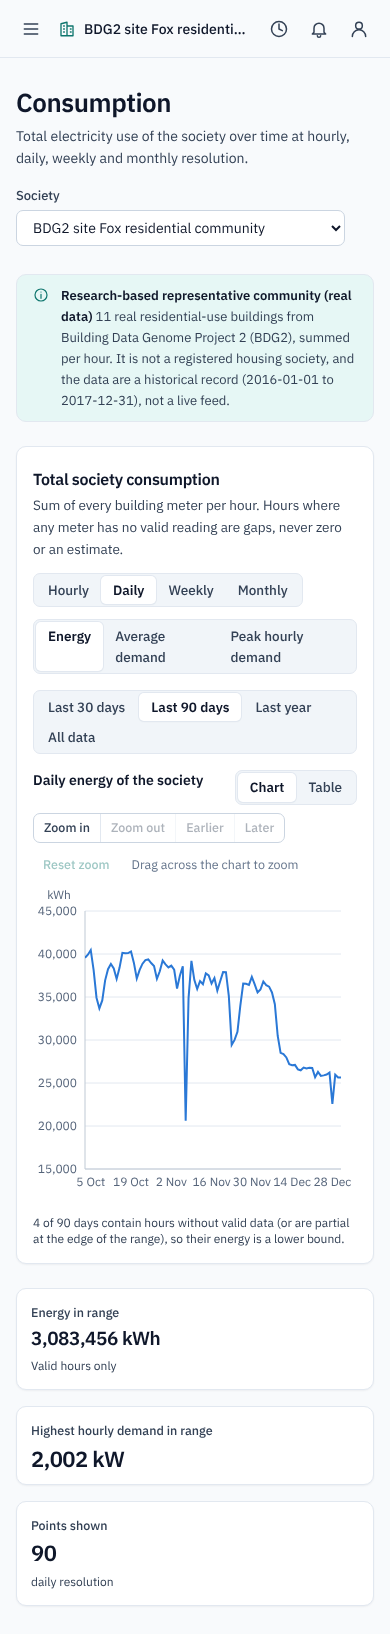 BDG2 site Fox residenti...
Consumption
Total electricity use of the society over time at hourly,
daily, weekly and monthly resolution.
Society
BDG2 site Fox residential community
Research-based representative community (real
data) 11 real residential-use buildings from
Building Data Genome Project 2 (BDG2), summed
per hour. It is not a registered housing society, and
the data are a historical record (2016-01-01 to
2017-12-31), not a live feed.
Total society consumption
Sum of every building meter per hour. Hours where
any meter has no valid reading are gaps, never zero
or an estimate.
Hourly Daily Weekly Monthly
Energy Average demand Peak hourly demand
Last 30 days Last 90 days Last year
All data
Daily energy of the society Chart Table
Zoom in Zoom out Earlier Later
Reset zoom Drag across the chart to zoom
kWh
45,000
40,000
35,000
30,000
25,000
20,000
15,000
5 Oct 19 Oct 2 Nov 16 Nov 30 Nov 14 Dec 28 Dec
4 of 90 days contain hours without valid data (or are partial
at the edge of the range), so their energy is a lower bound.
Energy in range
3,083,456 kWh
Valid hours only
Highest hourly demand in range
2,002 kW
Points shown
90
daily resolution